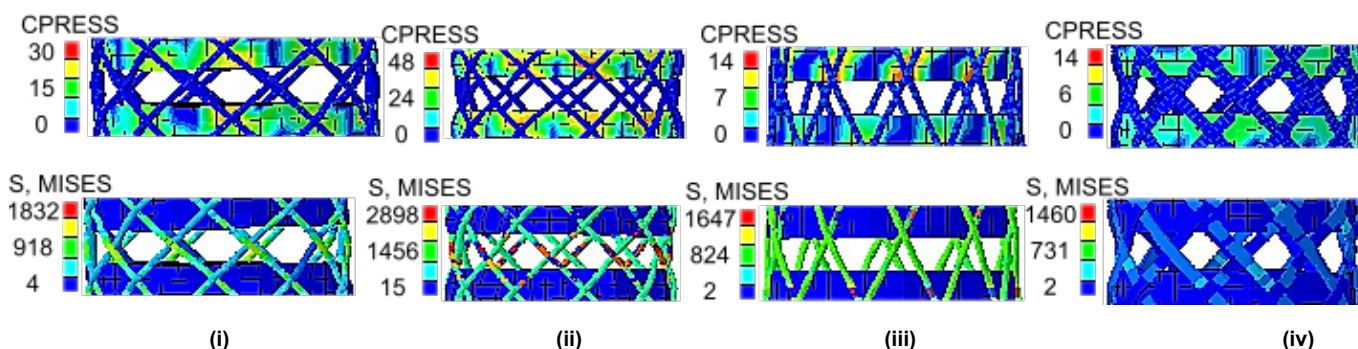 CPRESS
30
15
0
CPRESS
48
24
0
CPRESS
14
7
0
CPRESS
14
6
0
S, MISES
1832
918
4
S, MISES
2898
1456
15
S, MISES
1647
824
2
S, MISES
1460
731
2
(i)
(ii)
(iii)
(iv)